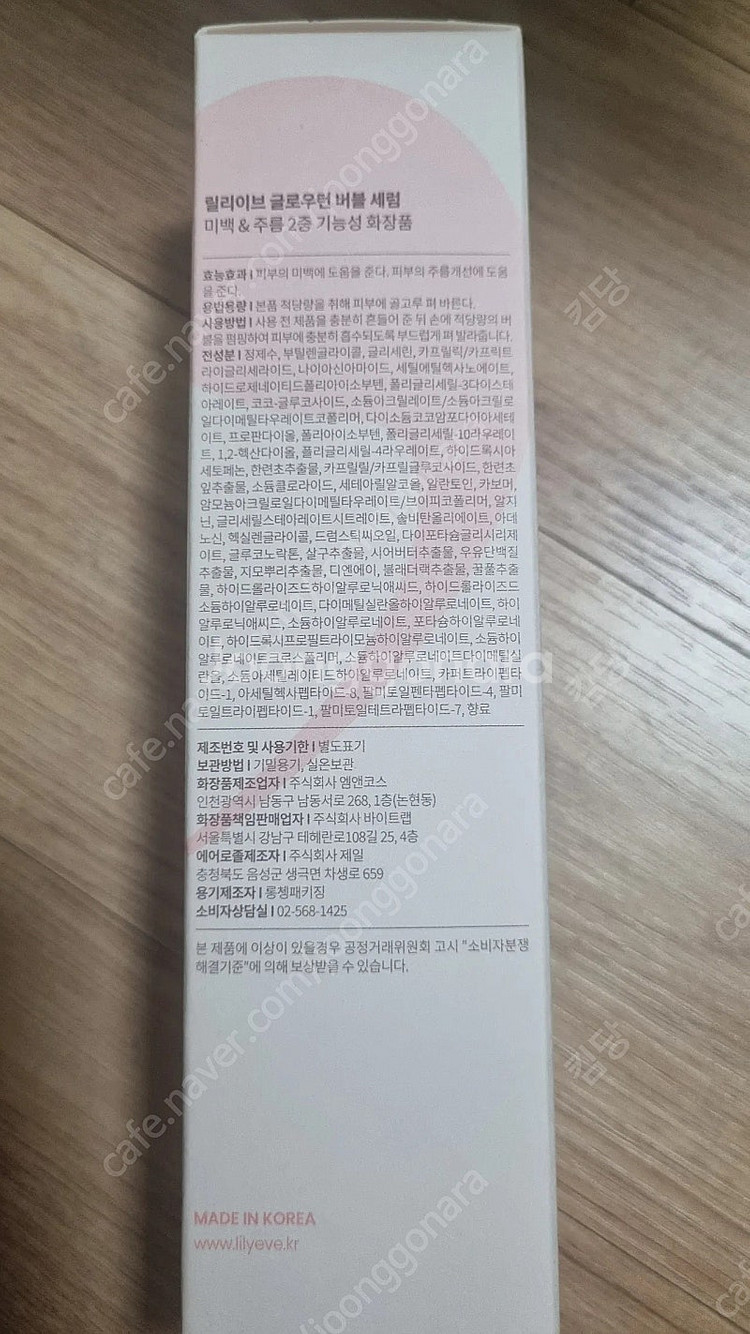 릴리이브 글로우턴 버블 세럼
미백 & 주름 2중 기능성 화장품
효능효과 I 피부의 미백에 도움을 준다. 피부의 주름개선에 도움
을 준다.
용법용량 I 본품 적당량을 취해 피부에 골고루 펴 바른다.
사용방법 I 사용 전 제품을 충분히 흔들어 준 뒤 손에 적당량의 버
블을 펌핑하여 피부에 충분히 흡수되도록 부드럽게 펴 발라줍니다.
전성분 I 정제수, 부틸렌글라이콜, 글리세린, 카프릴릭/카프릭트
라이글리세라이드, 나이아신아마이드, 세틸에틸헥사노에이트,
하이드로제네이티드폴리아이소부텐, 폴리글리세릴-3다이스테
아레이트, 코코-글루코사이드, 소듐아크릴레이트/소듐아크릴로
일다이메틸타우레이트코폴리머, 다이소듐코코암포다이아세테
이트, 프로판다이올, 폴리아이소부텐, 폴리글리세릴-10라우레이
트, 1,2-헥산다이올, 폴리글리세릴-4라우레이트, 하이드록시아
세토페논, 한련초추출물, 카프릴릴/카프릴글루코사이드, 한련초
잎추출물, 소듐클로라이드, 세테아릴알코올, 알란토인, 카보머,
암모늄아크릴로일다이메틸타우레이트/브이피코폴리머, 알지
닌, 글리세릴스테아레이트시트레이트, 솔비탄올리에이트, 아데
노신, 헥실렌글라이콜, 드럼스틱씨오일, 다이포타슘글리시리제
이트, 글루코노락톤, 살구추출물, 시어버터추출물, 우유단백질
추출물, 지모뿌리추출물, 디엔에이, 블래더랙추출물, 꿀풀추출
물, 하이드롤라이즈드하이알루로닉애씨드, 하이드롤라이즈드
소듐하이알루로네이트, 다이메틸실란올하이알루로네이트, 하이
알루로닉애씨드, 소듐하이알루로네이트, 포타슘하이알루로네
이트, 하이드록시프로필트라이모늄하이알루로네이트, 소듐하이
알루로네이트크로스폴리머, 소듐하이알루로네이트다이메틸실
란올, 소듐아세틸레이티드하이알루로네이트, 카퍼트라이펩타
이드-1, 아세틸헥사펩타이드-8, 팔미토일펜타펩타이드-4, 팔미
토일트라이펩타이드-1, 팔미토일테트라펩타이드-7, 향료
제조번호 및 사용기한 I 별도표기
보관방법 I 기밀용기, 실온보관
화장품제조업자 I 주식회사 엠앤코스
인천광역시 남동구 남동서로 268, 1층(논현동)
화장품책임판매업자 I 주식회사 바이트랩
서울특별시 강남구 테헤란로108길 25, 4층
에어로졸제조자 I 주식회사 제일
충청북도 음성군 생극면 차생로 659
용기제조자 I 롱쳉패키징
소비자상담실 I 02-568-1425
본 제품에 이상이 있을경우 공정거래위원회 고시 "소비자분쟁
해결기준"에 의해 보상받을 수 있습니다.
MADE IN KOREA
www.lilyeve.kr
cafe.naver.com/joonggonara
킴당